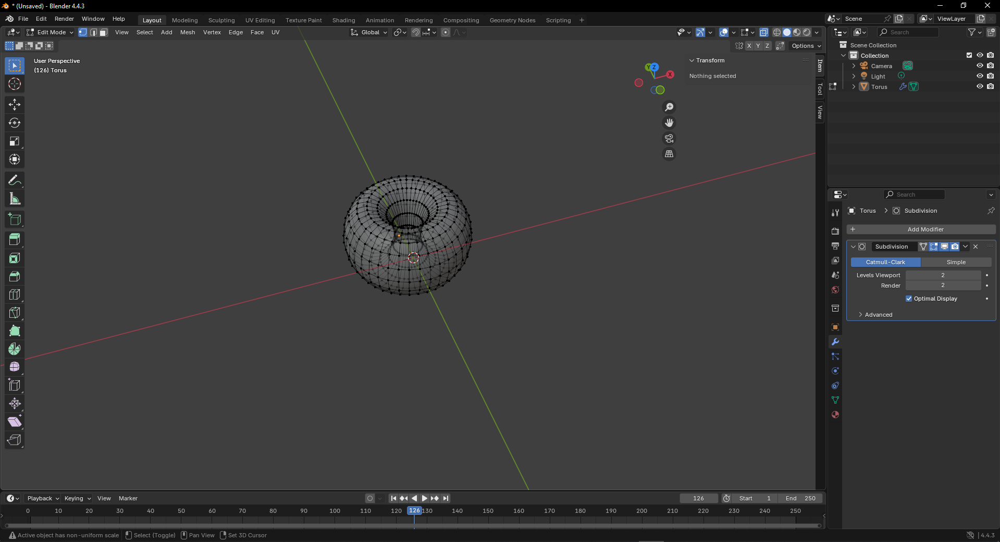 * (Unsaved) - Blender 4.4.3
File Edit Render Window Help
Layout Modeling Sculpting UV Editing Texture Paint Shading Animation Rendering Compositing Geometry Nodes Scripting +
Scene
ViewLayer
Edit Mode
View Select Add Mesh Vertex Edge Face UV
Global
X Y Z
Options
User Perspective
(126) Torus
Y Z X
Transform
Nothing selected
Item
Tool
View
Search
Scene Collection
Collection
Camera
Light
Torus
Search
Torus > Subdivision
+ Add Modifier
Subdivision
Catmull-Clark Simple
Levels Viewport 2
Render 2
Optimal Display
Advanced
Playback Keying View Marker
126
Start 1
End 250
0 10 20 30 40 50 60 70 80 90 100 110 120 126 130 140 150 160 170 180 190 200 210 220 230 240 250
Active object has non-uniform scale
Select (Toggle)
Pan View
Set 3D Cursor
4.4.3